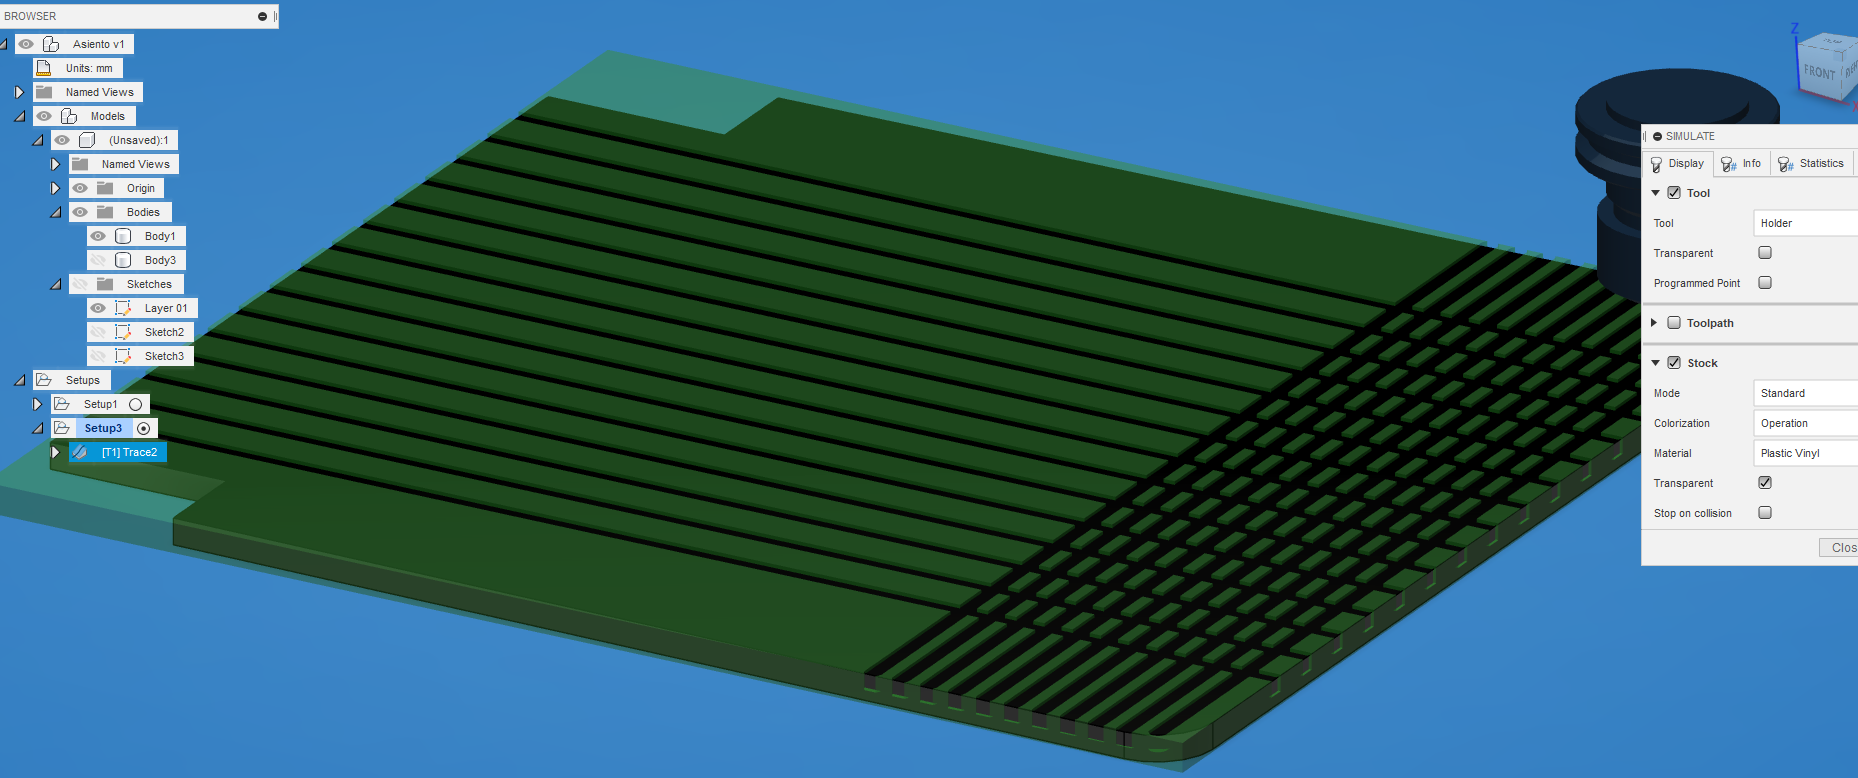 BROWSER
Asiento v1
Units: mm
Named Views
Models
(Unsaved):1
Named Views
Origin
Bodies
Body1
Body3
Sketches
Layer 01
Sketch2
Sketch3
Setups
Setup1
Setup3
[T1] Trace2
Z
TOP
FRONT
X
SIMULATE
Display
Info
Statistics
Tool
Tool
Holder
Transparent
Programmed Point
Toolpath
Stock
Mode
Standard
Colorization
Operation
Material
Plastic Vinyl
Transparent
Stop on collision
Clos